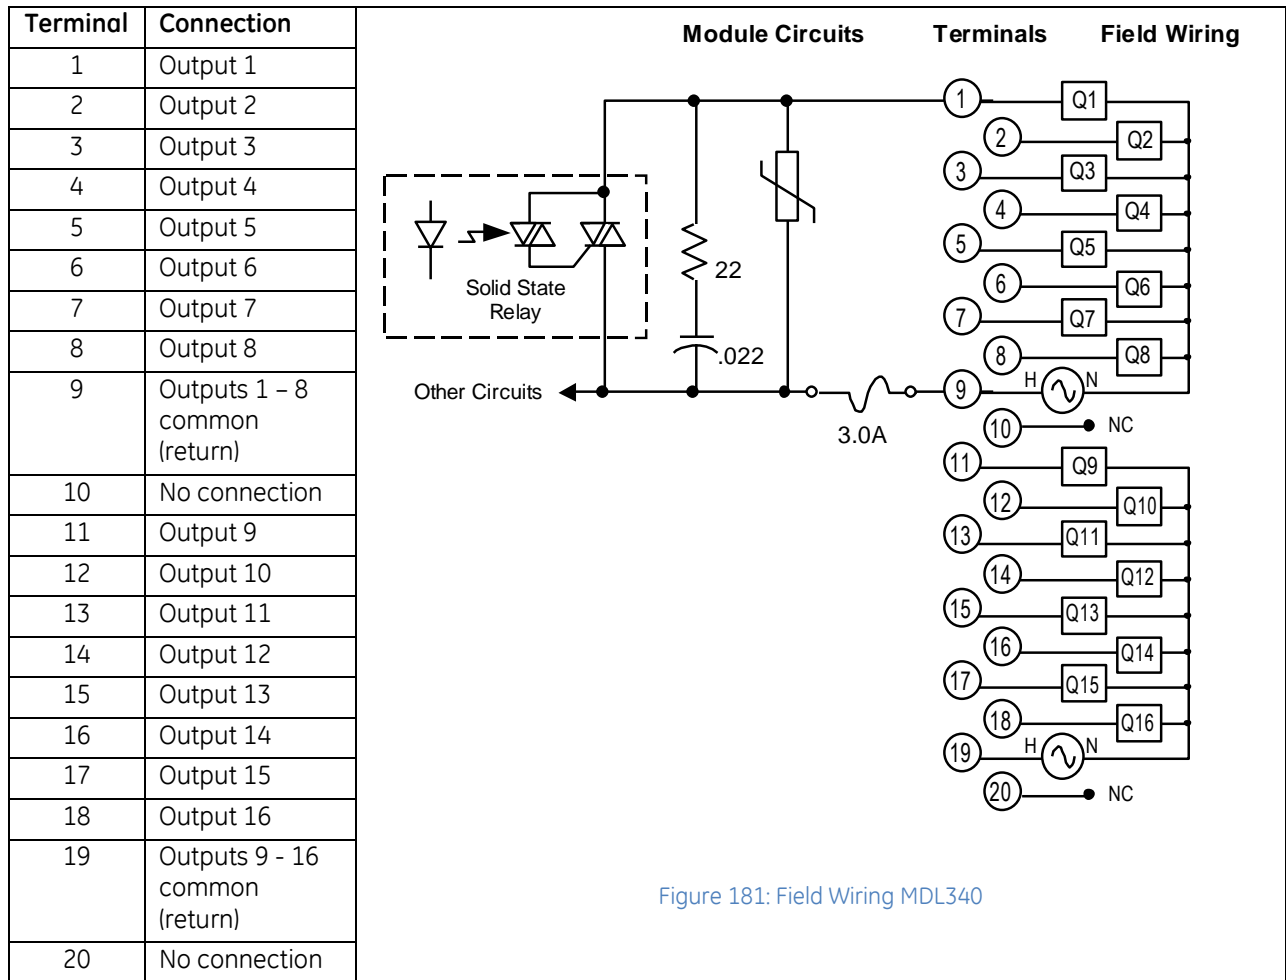 Terminal Connection
1 Output 1
2 Output 2
3 Output 3
4 Output 4
5 Output 5
6 Output 6
7 Output 7
8 Output 8
9 Outputs 1 – 8
common
(return)
10 No connection
11 Output 9
12 Output 10
13 Output 11
14 Output 12
15 Output 13
16 Output 14
17 Output 15
18 Output 16
19 Outputs 9 - 16
common
(return)
20 No connection
Module Circuits Terminals Field Wiring
1 Q1
2 Q2
3 Q3
4 Q4
5 Q5
6 Q6
7 Q7
8 Q8
9 H N
10 NC
11 Q9
12 Q10
13 Q11
14 Q12
15 Q13
16 Q14
17 Q15
18 Q16
19 H N
20 NC
Solid State
Relay
22
.022
Other Circuits
3.0A
Figure 181: Field Wiring MDL340